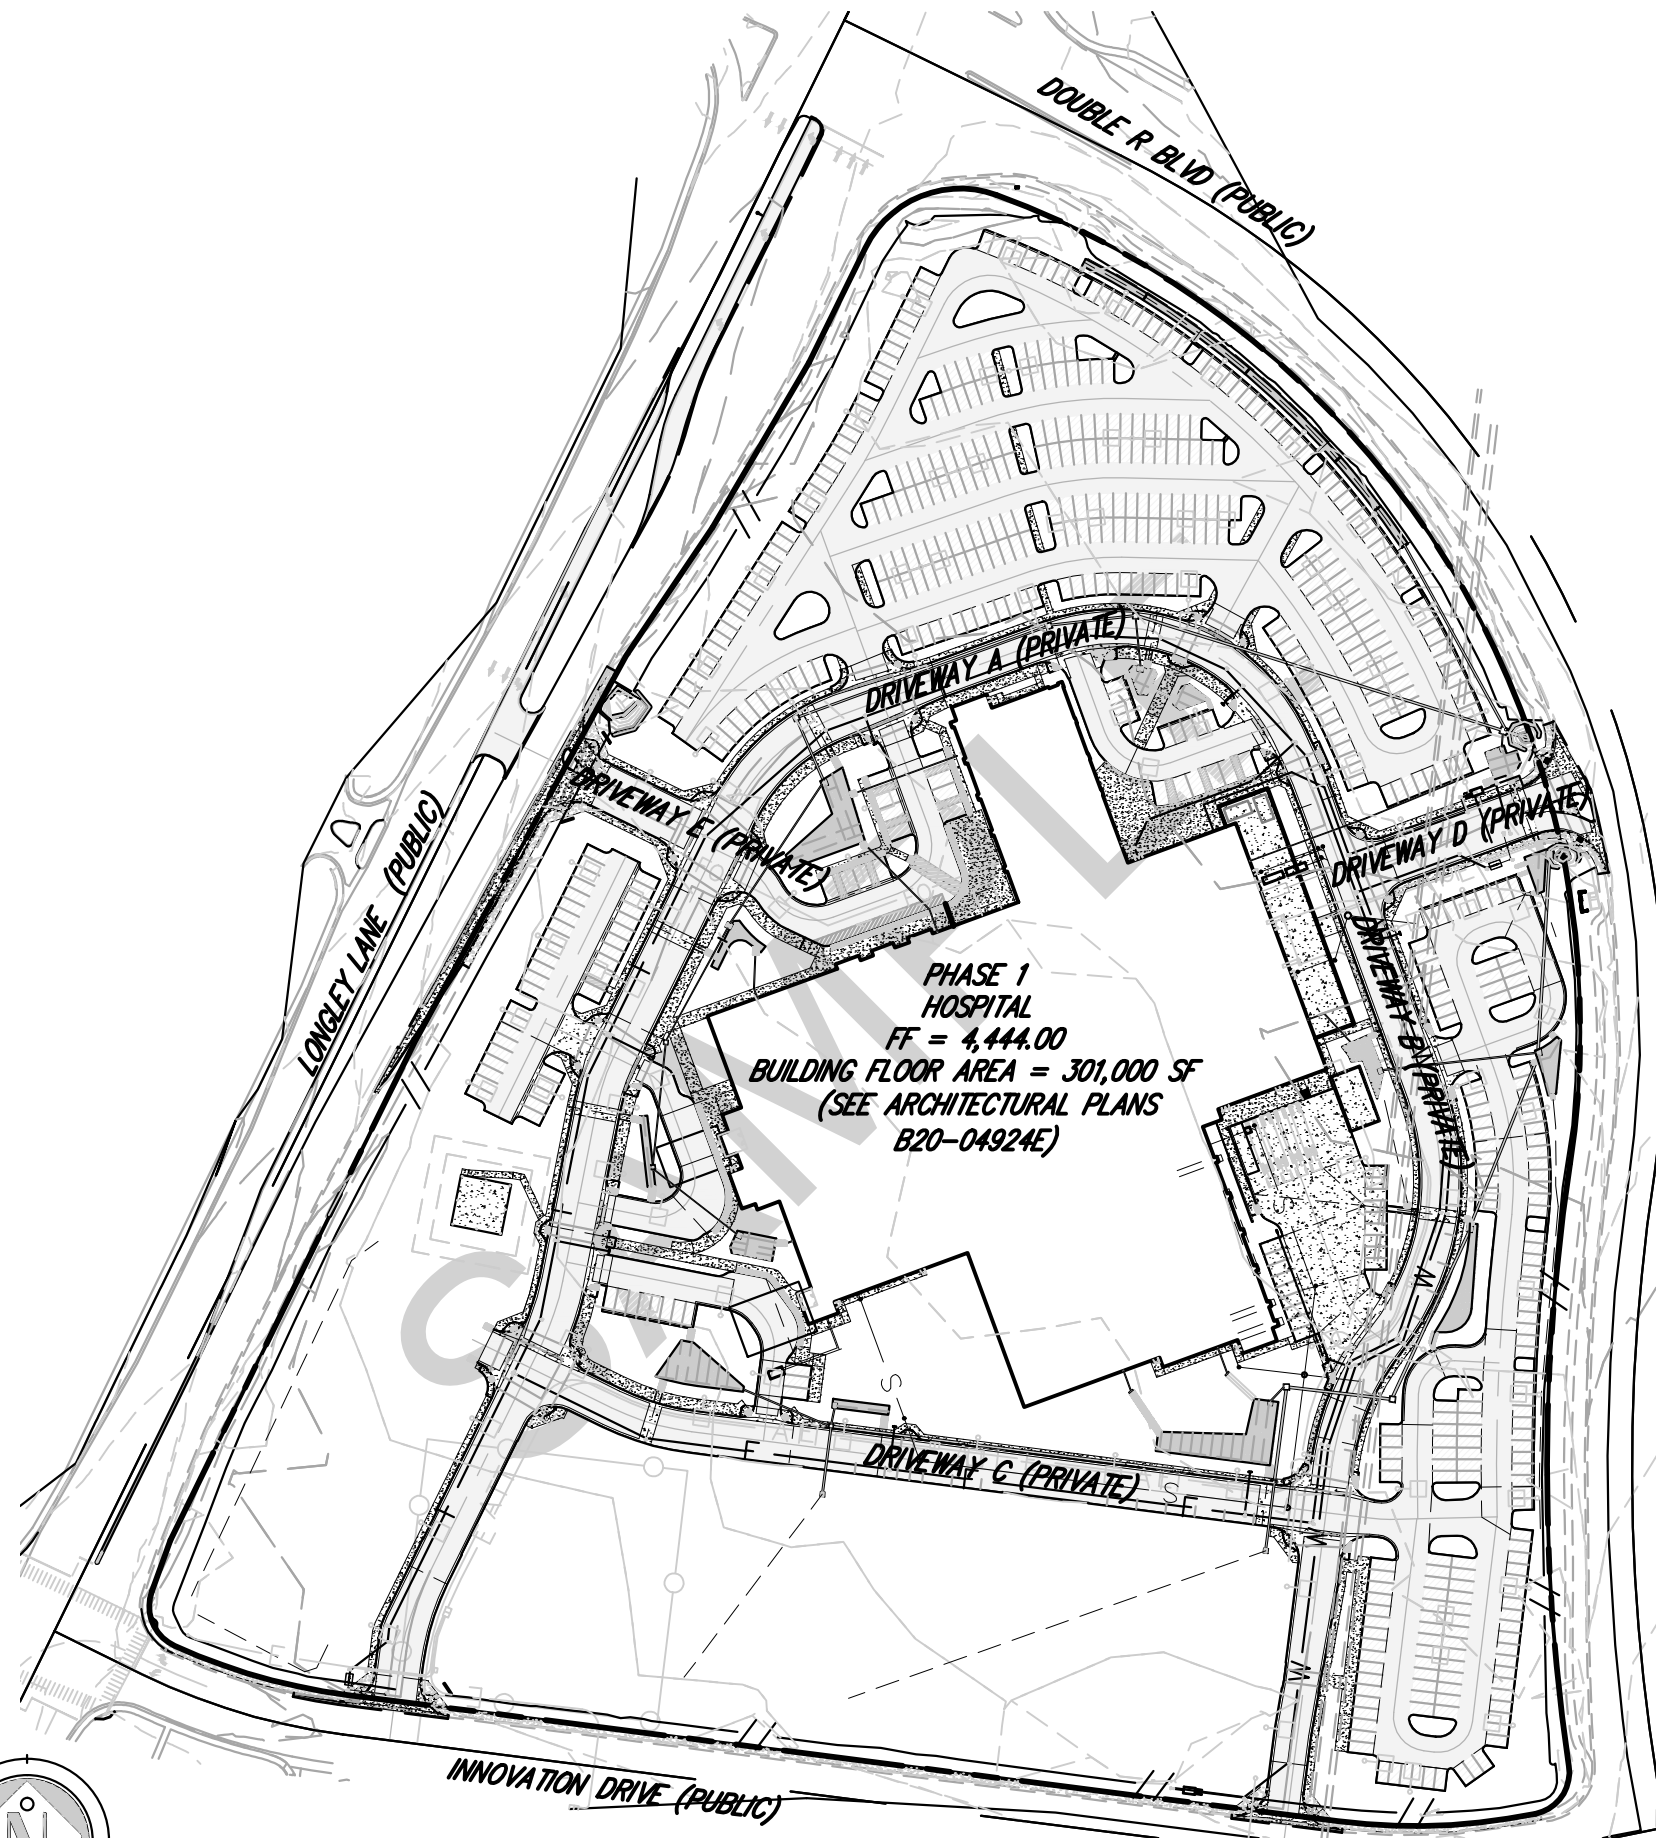 DOUBLE R BLVD (PUBLIC)
DRIVEWAY A (PRIVATE)
DRIVEWAY E (PRIVATE)
DRIVEWAY D (PRIVATE)
LONGLEY LANE (PUBLIC)
DRIVEWAY B (PRIVATE)
PHASE 1
HOSPITAL
FF = 4,444.00
BUILDING FLOOR AREA = 301,000 SF
(SEE ARCHITECTURAL PLANS
B20-04924E)
W
S
F
F
DRIVEWAY C (PRIVATE)
S
F
W
W
INNOVATION DRIVE (PUBLIC)
N